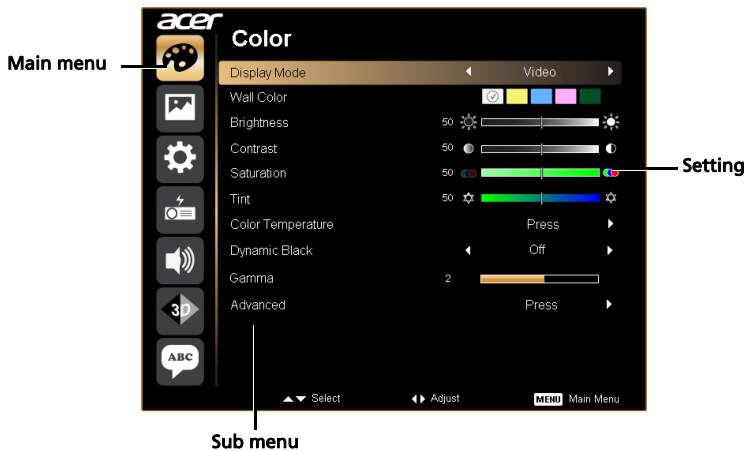 acer
Color
Main menu
Display Mode Video
Wall Color
Brightness 50
Contrast 50
Saturation 50
Setting
Tint 50
Color Temperature Press
Dynamic Black Off
Gamma 2
3D
Advanced Press
ABC
Select Adjust MENU Main Menu
Sub menu